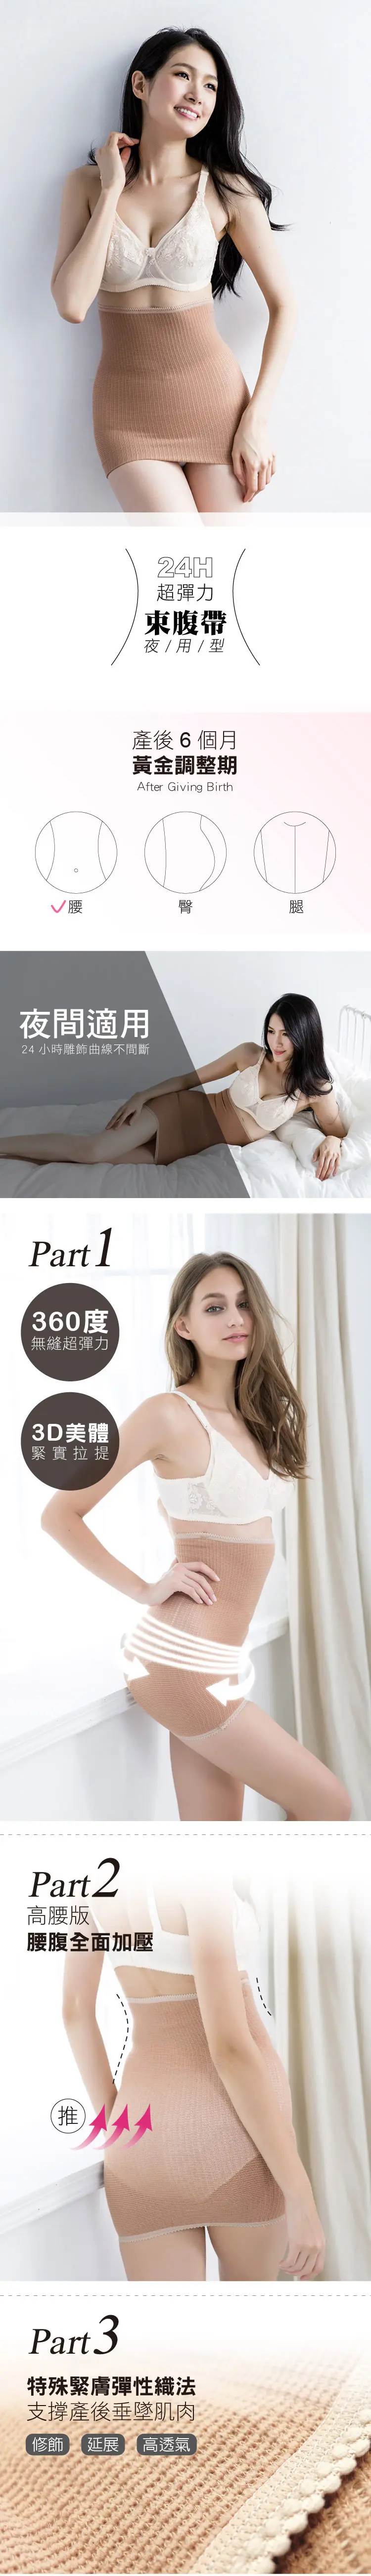 24H
超彈力
束腹帶
夜/用/型
產後 6 個月
黃金調整期
After Giving Birth
腰
臀
腿
夜間適用
24 小時雕飾曲線不間斷
Part 1
360度
無縫超彈力
3D美體
緊實拉提
Part 2
高腰版
腰腹全面加壓
推
Part 3
特殊緊膚彈性織法
支撐產後垂墜肌肉
修飾 延展 高透氣